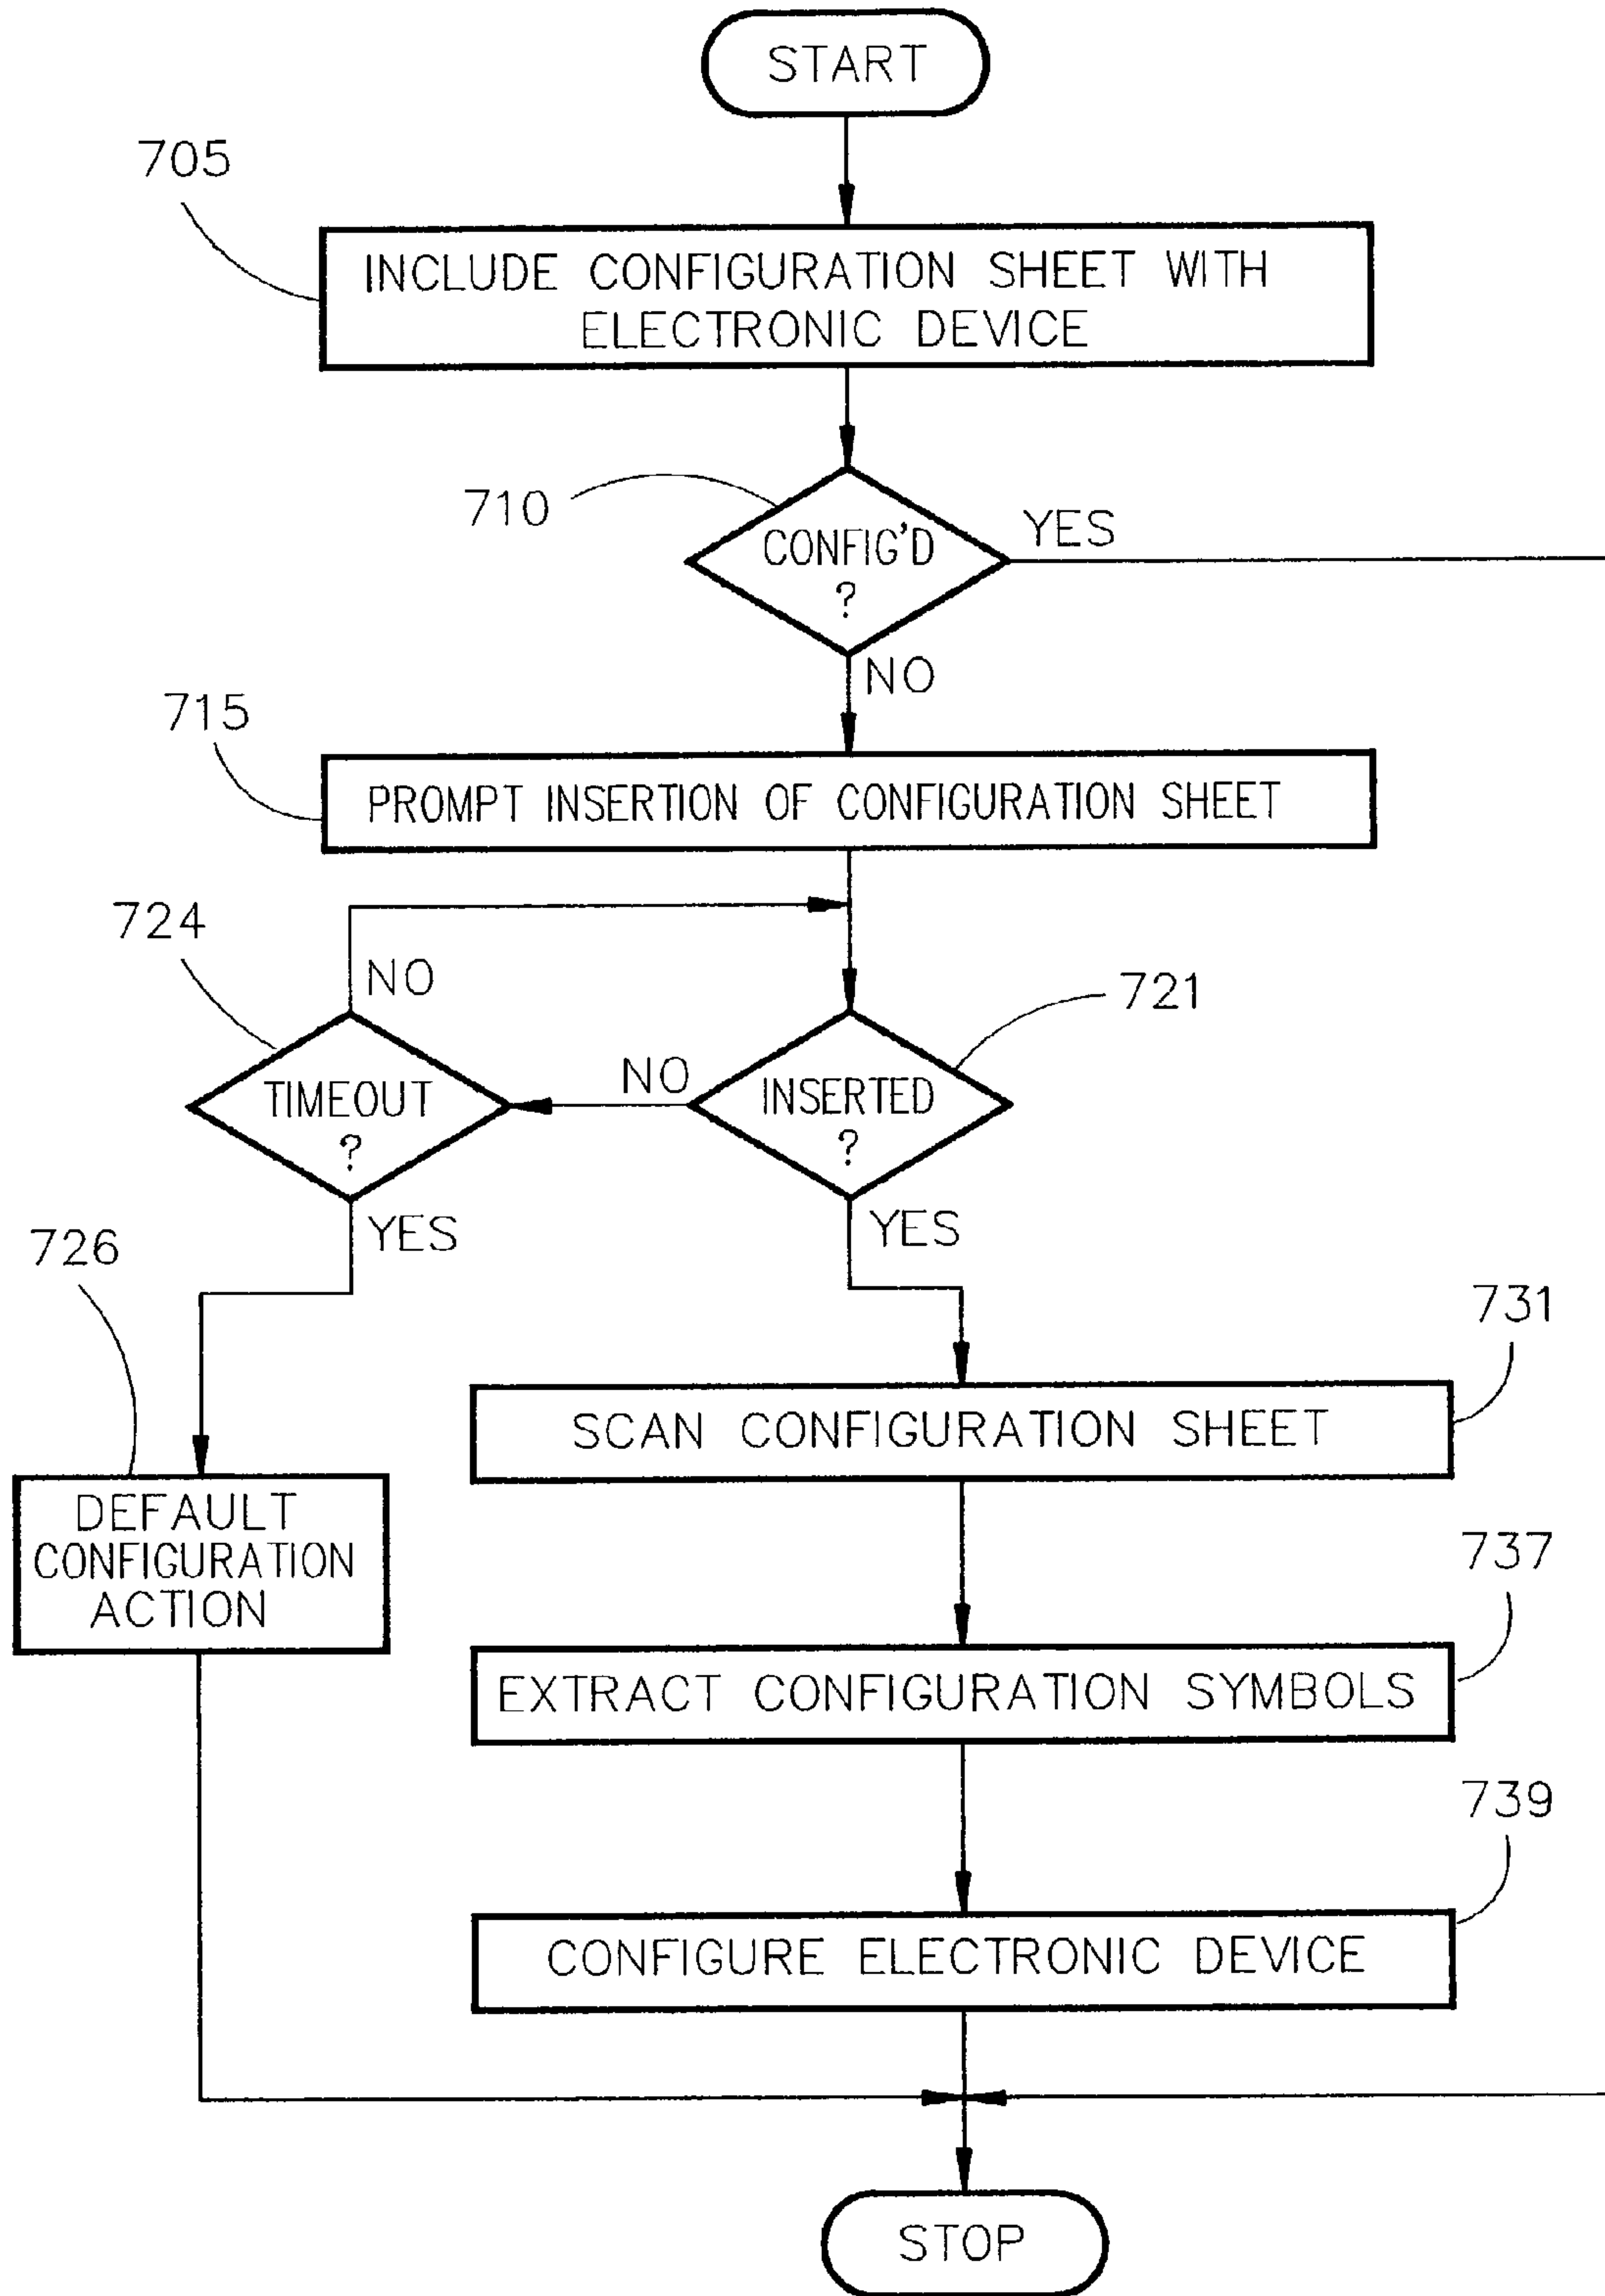 START
705
INCLUDE CONFIGURATION SHEET WITH
ELECTRONIC DEVICE
710
CONFIG'D
?
YES
NO
715
PROMPT INSERTION OF CONFIGURATION SHEET
724
NO
721
TIMEOUT
?
NO
INSERTED
?
YES
YES
726
731
SCAN CONFIGURATION SHEET
DEFAULT
CONFIGURATION
ACTION
737
EXTRACT CONFIGURATION SYMBOLS
739
CONFIGURE ELECTRONIC DEVICE
STOP